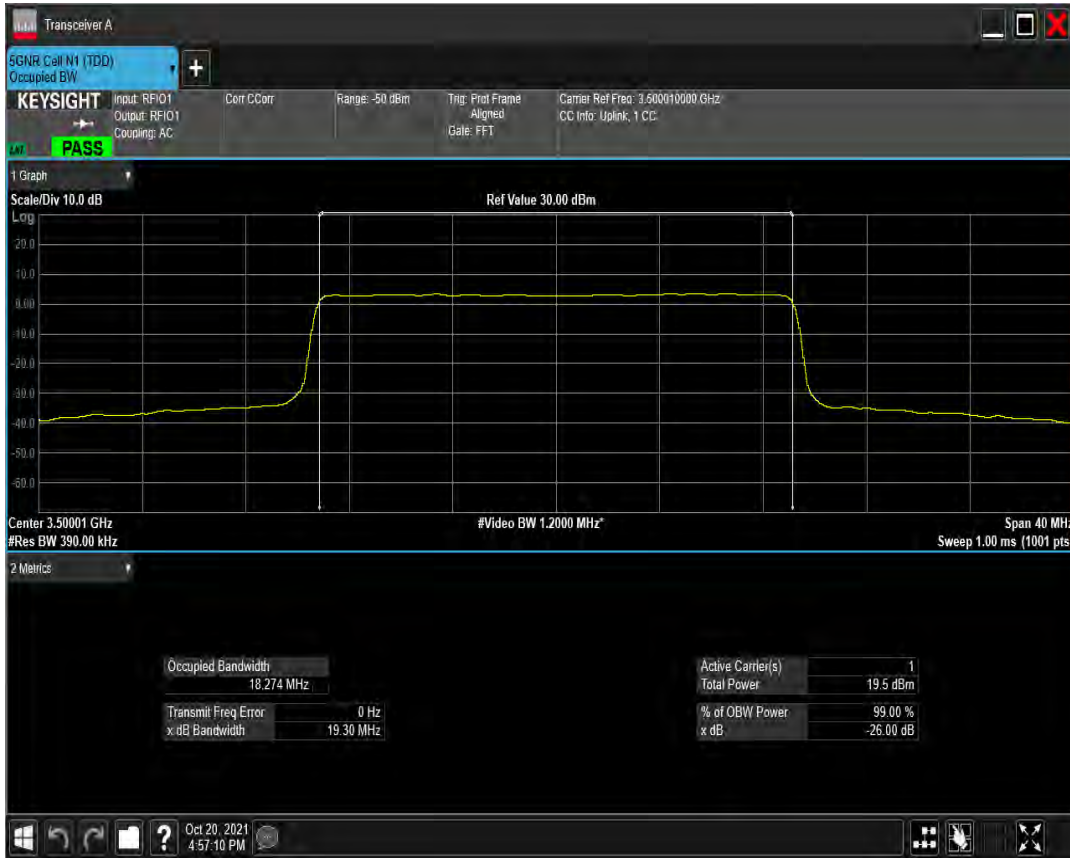 Transceiver A
5GNR Cell N1 (TDD)
Occupied BW
+
KEYSIGHT
Input: RFIO1
Output: RFIO1
Coupling: AC
Corr CCorr
Range: -50 dBm
Trig: Prot Frame
Aligned
Gate: FFT
Carrier Ref Freq: 3.500010000 GHz
CC Info: Uplink, 1 CC
PASS
1 Graph
Scale/Div 10.0 dB
Ref Value 30.00 dBm
Log
20.0
10.0
0.00
-10.0
-20.0
-30.0
-40.0
-50.0
-60.0
Center 3.50001 GHz
#Video BW 1.2000 MHz*
Span 40 MHz
#Res BW 390.00 kHz
Sweep 1.00 ms (1001 pts
2 Metrics
Occupied Bandwidth
18.274 MHz
Transmit Freq Error 0 Hz
x dB Bandwidth 19.30 MHz
Active Carrier(s) 1
Total Power 19.5 dBm
% of OBW Power 99.00 %
x dB -26.00 dB
?
Oct 20, 2021
4:57:10 PM